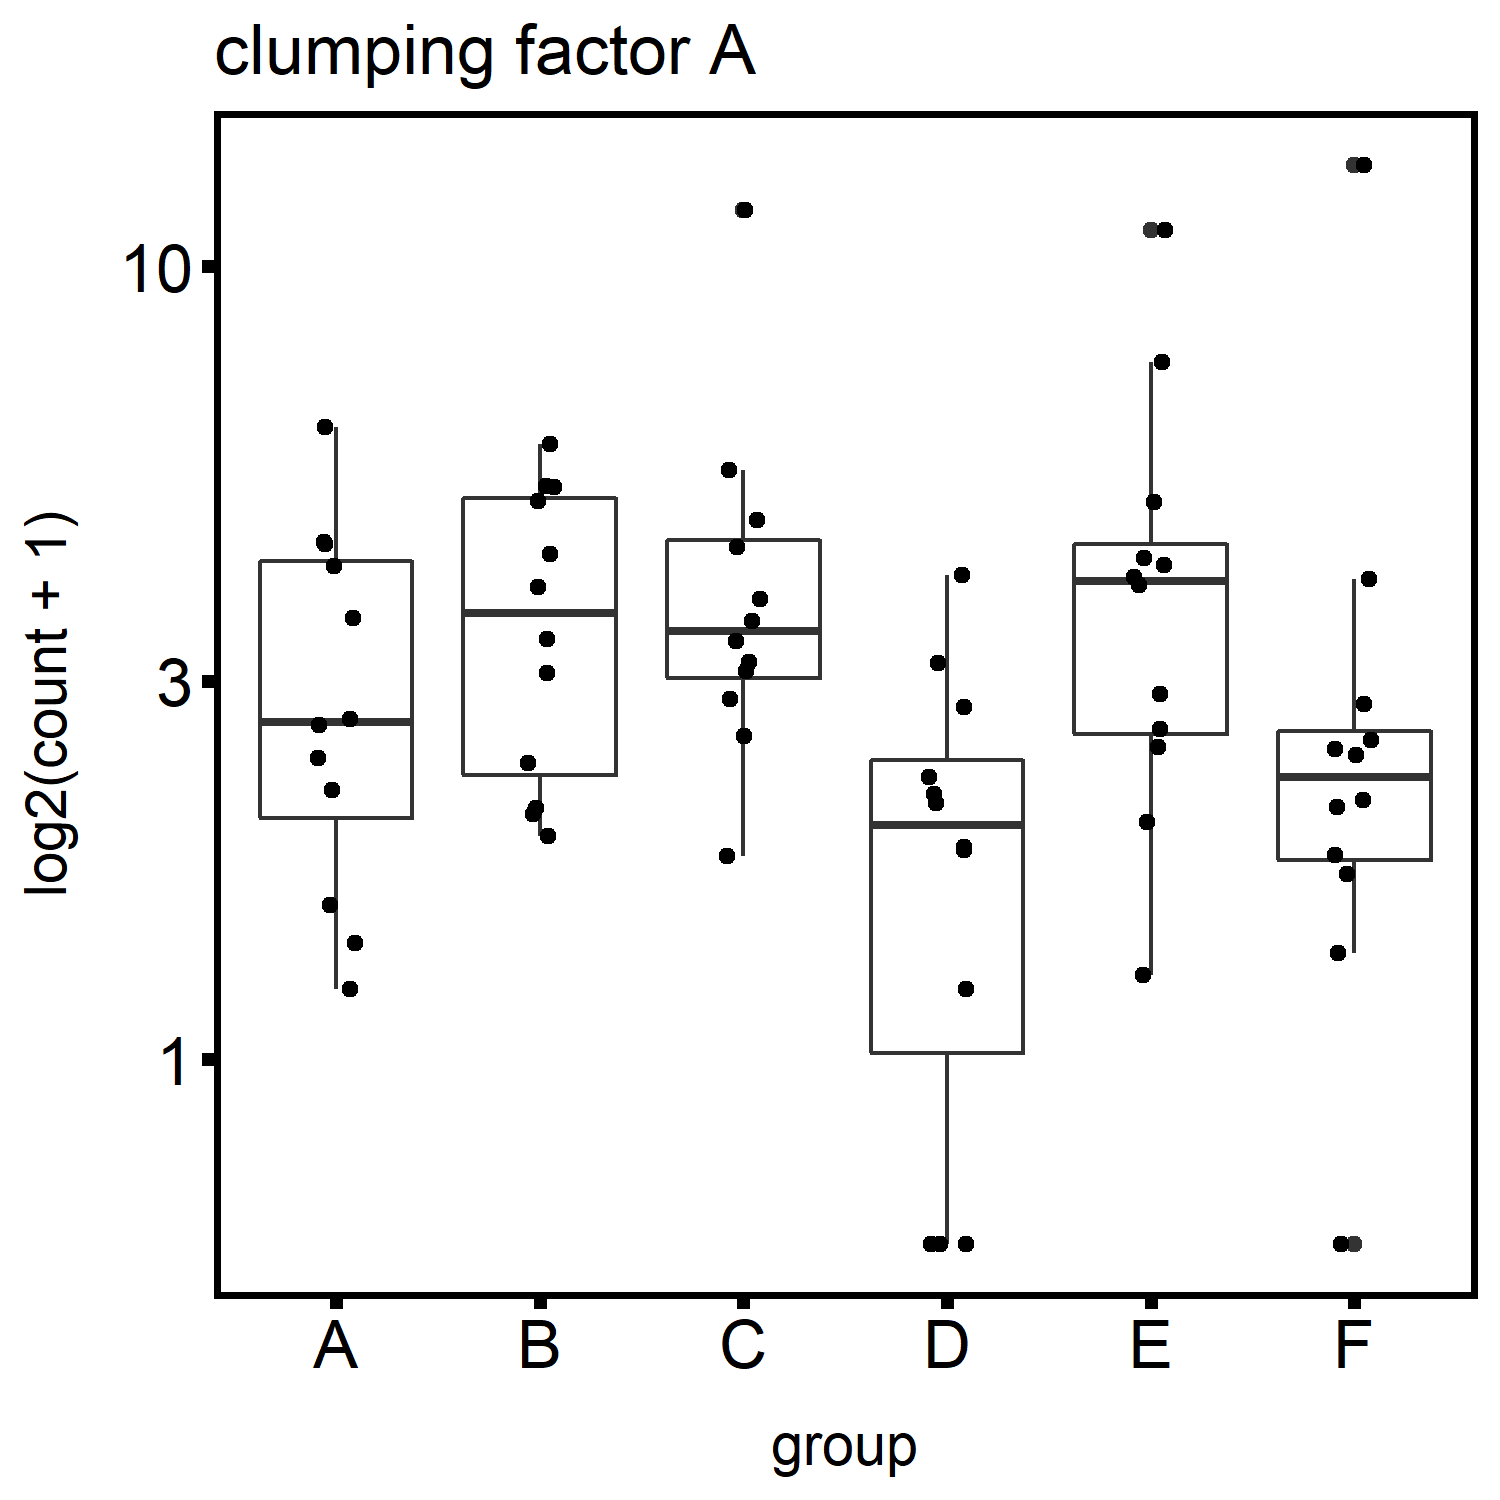 clumping factor A
10
3
1
log2(count + 1)
A B C D E F
group